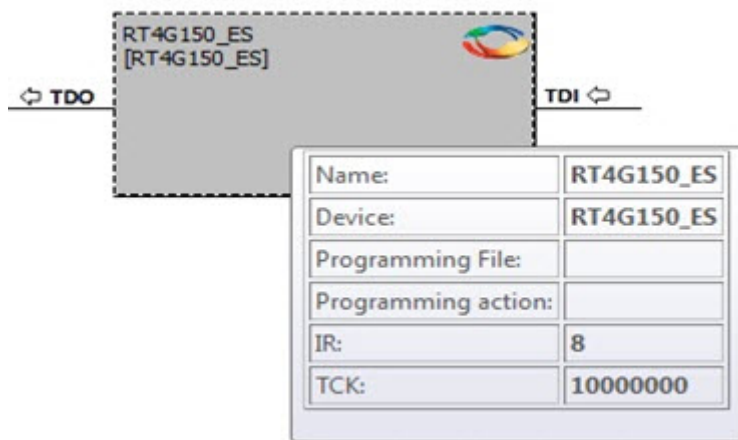 RT4G150_ES
[RT4G150_ES]
TDO
TDI
Name: RT4G150_ES
Device: RT4G150_ES
Programming File:
Programming action:
IR: 8
TCK: 10000000